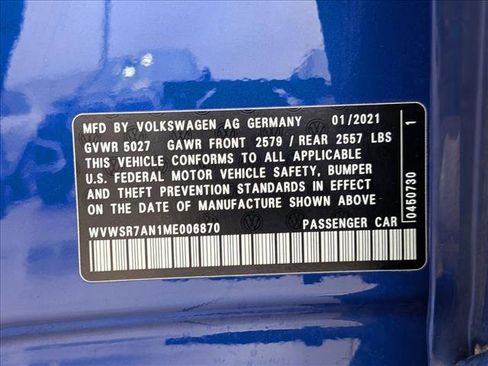 MFD BY VOLKSWAGEN AG GERMANY 01/2021
GVWR 5027 GAWR FRONT 2579 / REAR 2557 LBS
THIS VEHICLE CONFORMS TO ALL APPLICABLE
U.S. FEDERAL MOTOR VEHICLE SAFETY, BUMPER
AND THEFT PREVENTION STANDARDS IN EFFECT
ON DATE OF MANUFACTURE SHOWN ABOVE
WVWSR7AN1ME006870 PASSENGER CAR
0450730 1